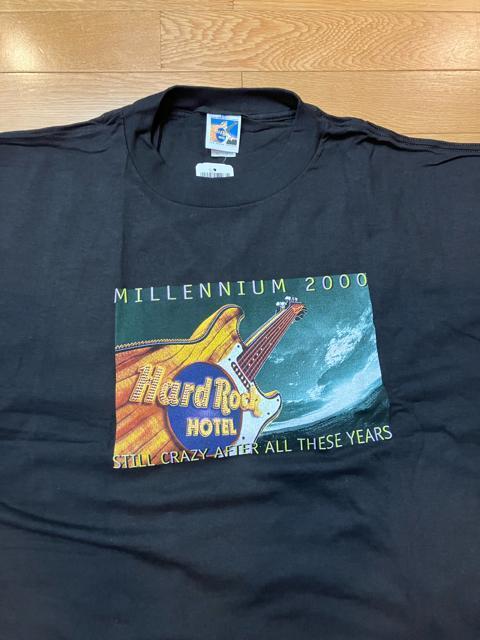 MILLENNIUM 2000
Hard Rock
HOTEL
STILL CRAZY AFTER ALL THESE YEARS